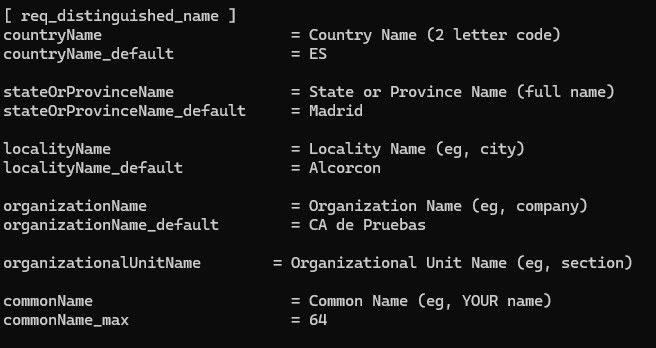 [ req_distinguished_name ]
countryName                     = Country Name (2 letter code)
countryName_default             = ES

stateOrProvinceName             = State or Province Name (full name)
stateOrProvinceName_default     = Madrid

localityName                    = Locality Name (eg, city)
localityName_default            = Alcorcon

organizationName                = Organization Name (eg, company)
organizationName_default        = CA de Pruebas

organizationalUnitName        = Organizational Unit Name (eg, section)

commonName                      = Common Name (eg, YOUR name)
commonName_max                  = 64